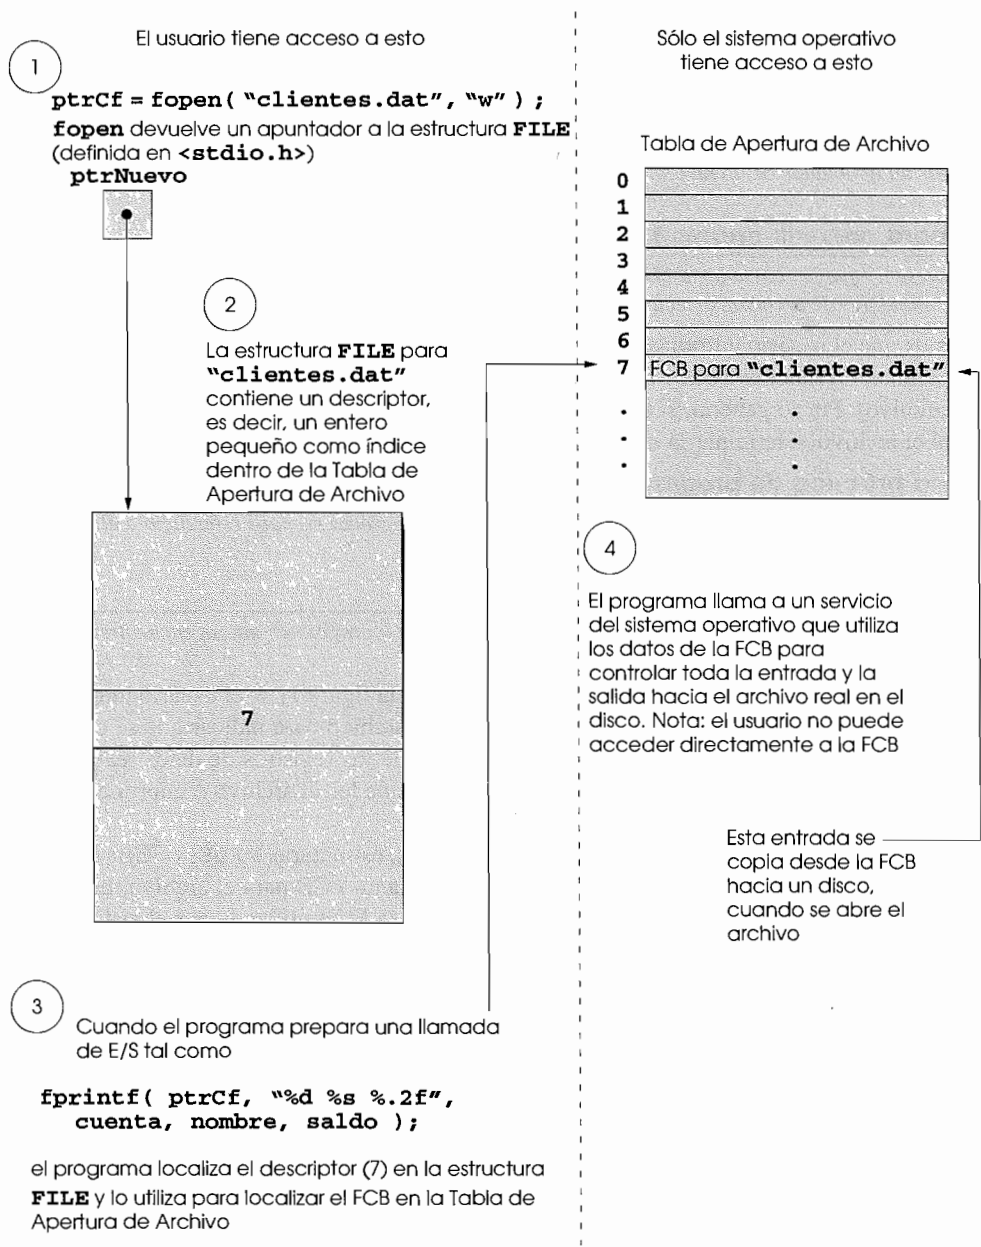 El usuario tiene acceso a esto
1
ptrCf = fopen( "clientes.dat", "w" ) ;
fopen devuelve un apuntador a la estructura FILE
(definida en <stdio.h>)
ptrNuevo
2
La estructura FILE para
"clientes.dat"
contiene un descriptor,
es decir, un entero
pequeño como índice
dentro de la Tabla de
Apertura de Archivo
7
3
Cuando el programa prepara una llamada
de E/S tal como
fprintf( ptrCf, "%d %s %.2f",
cuenta, nombre, saldo );
el programa localiza el descriptor (7) en la estructura
FILE y lo utiliza para localizar el FCB en la Tabla de
Apertura de Archivo
Sólo el sistema operativo
tiene acceso a esto
Tabla de Apertura de Archivo
0
1
2
3
4
5
6
7 FCB para "clientes.dat"
4
El programa llama a un servicio
del sistema operativo que utiliza
los datos de la FCB para
controlar toda la entrada y la
salida hacia el archivo real en el
disco. Nota: el usuario no puede
acceder directamente a la FCB
Esta entrada se
copia desde la FCB
hacia un disco,
cuando se abre el
archivo